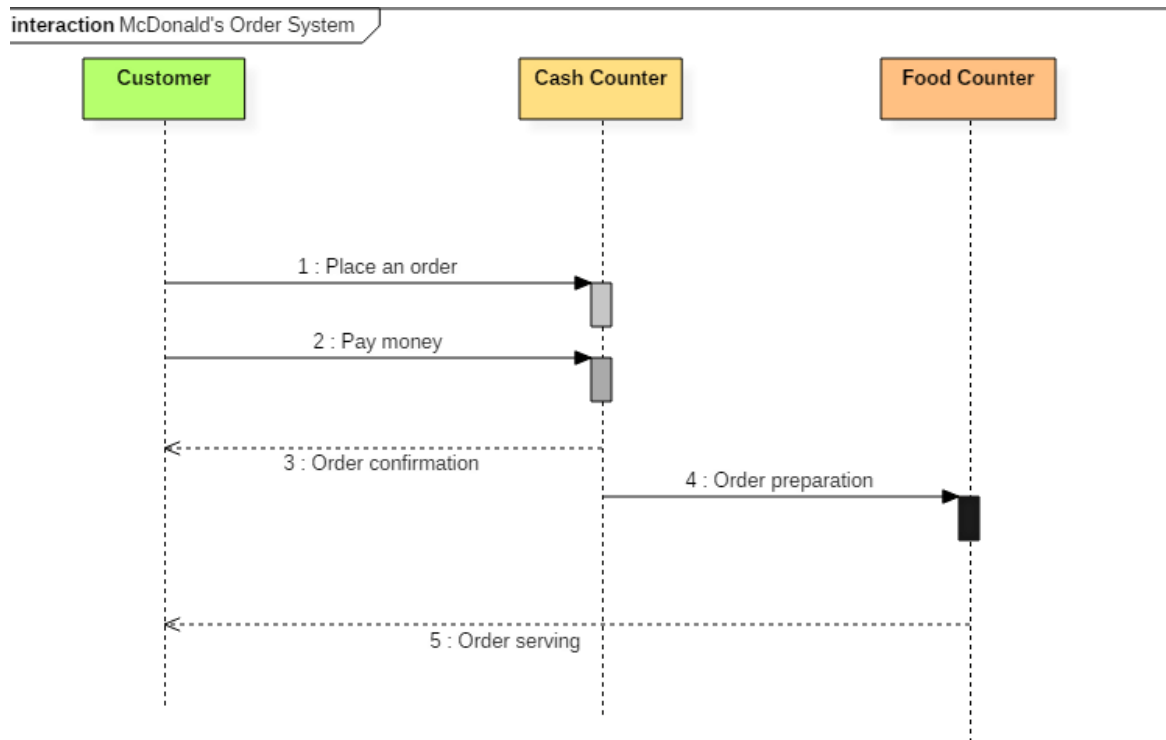 interaction McDonald's Order System
Customer
Cash Counter
Food Counter
1 : Place an order
2 : Pay money
3 : Order confirmation
4 : Order preparation
5 : Order serving